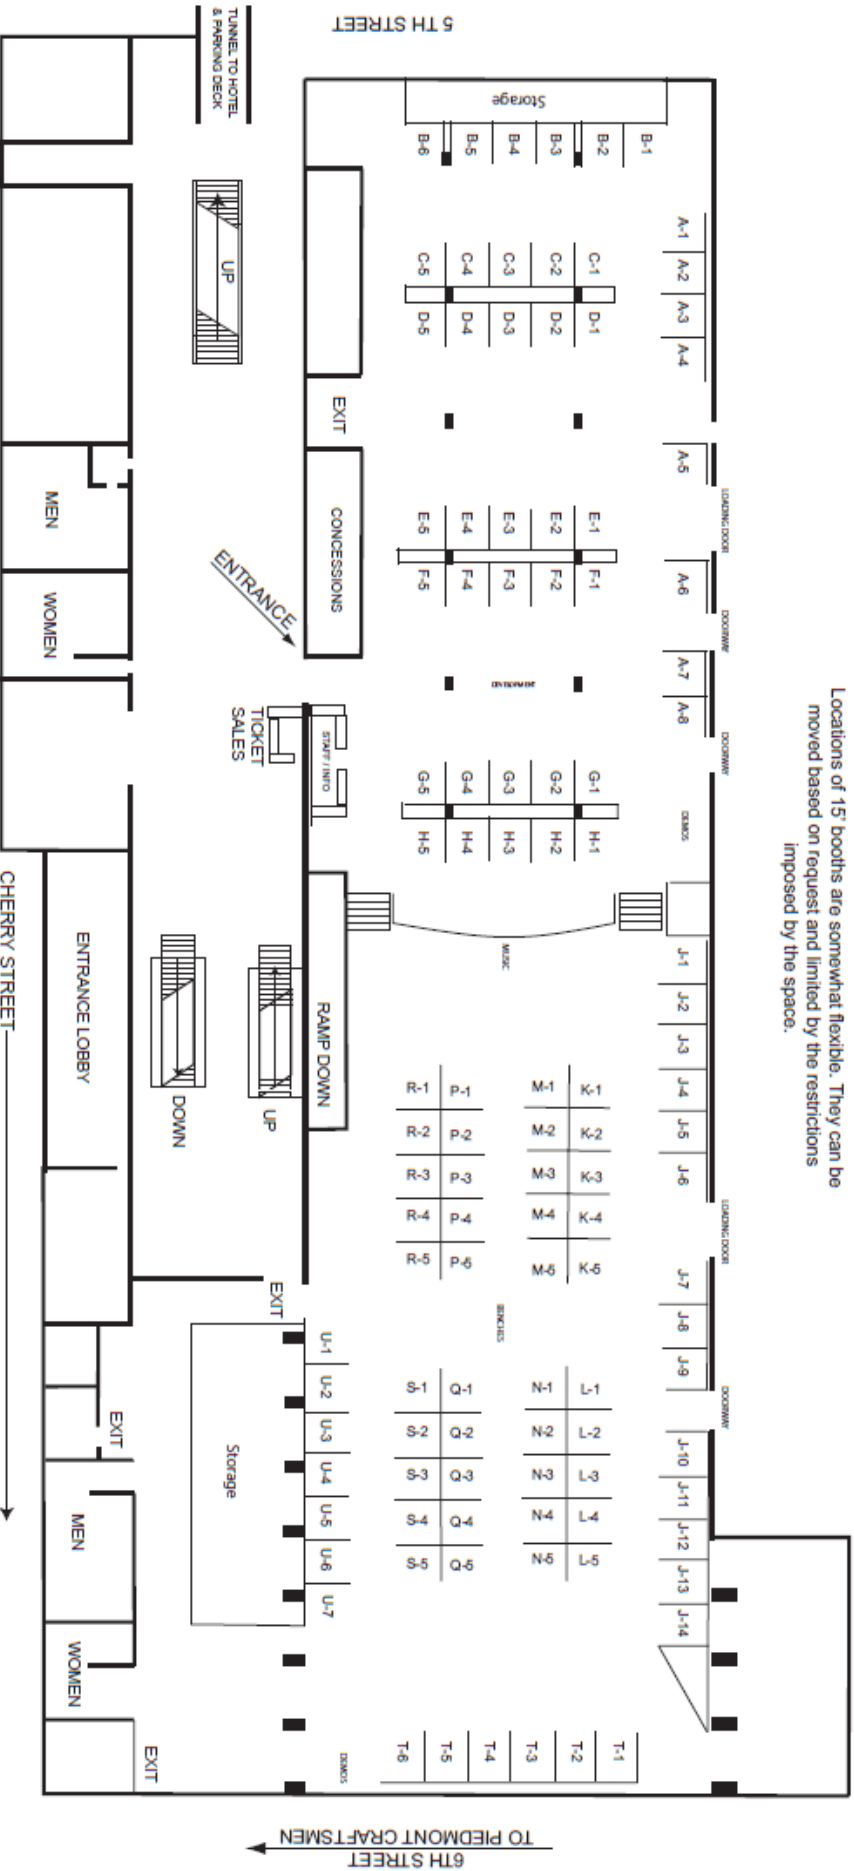 Locations of 15' booths are somewhat flexible. They can be
moved based on request and limited by the restrictions
imposed by the space.
5 TH STREET
TUNNEL TO HOTEL
& PARKING DECK
Storage
B-1
B-2
B-3
B-4
B-5
B-6
A-1
A-2
A-3
A-4
A-5
LOADING DOOR
A-6
DOORWAY
A-7
A-8
DOORWAY
DEMOS
C-1
C-2
C-3
C-4
C-5
D-1
D-2
D-3
D-4
D-5
E-1
E-2
E-3
E-4
E-5
F-1
F-2
F-3
F-4
F-5
G-1
G-2
G-3
G-4
G-5
H-1
H-2
H-3
H-4
H-5
UP
EXIT
CONCESSIONS
ENTRANCE
MEN
WOMEN
TICKET
SALES
STAFF / INFO
MUSIC
RAMP DOWN
UP
DOWN
ENTRANCE LOBBY
CHERRY STREET
J-1
J-2
J-3
J-4
J-5
J-6
LOADING DOOR
J-7
J-8
J-9
DOORWAY
J-10
J-11
J-12
J-13
J-14
K-1
K-2
K-3
K-4
K-5
M-1
M-2
M-3
M-4
M-5
P-1
P-2
P-3
P-4
P-5
R-1
R-2
R-3
R-4
R-5
BENCHES
L-1
L-2
L-3
L-4
L-5
N-1
N-2
N-3
N-4
N-5
Q-1
Q-2
Q-3
Q-4
Q-5
S-1
S-2
S-3
S-4
S-5
EXIT
U-1
U-2
U-3
U-4
U-5
U-6
U-7
Storage
EXIT
MEN
WOMEN
EXIT
DEMOS
T-1
T-2
T-3
T-4
T-5
T-6
TO PIEDMONT CRAFTSMEN
6TH STREET